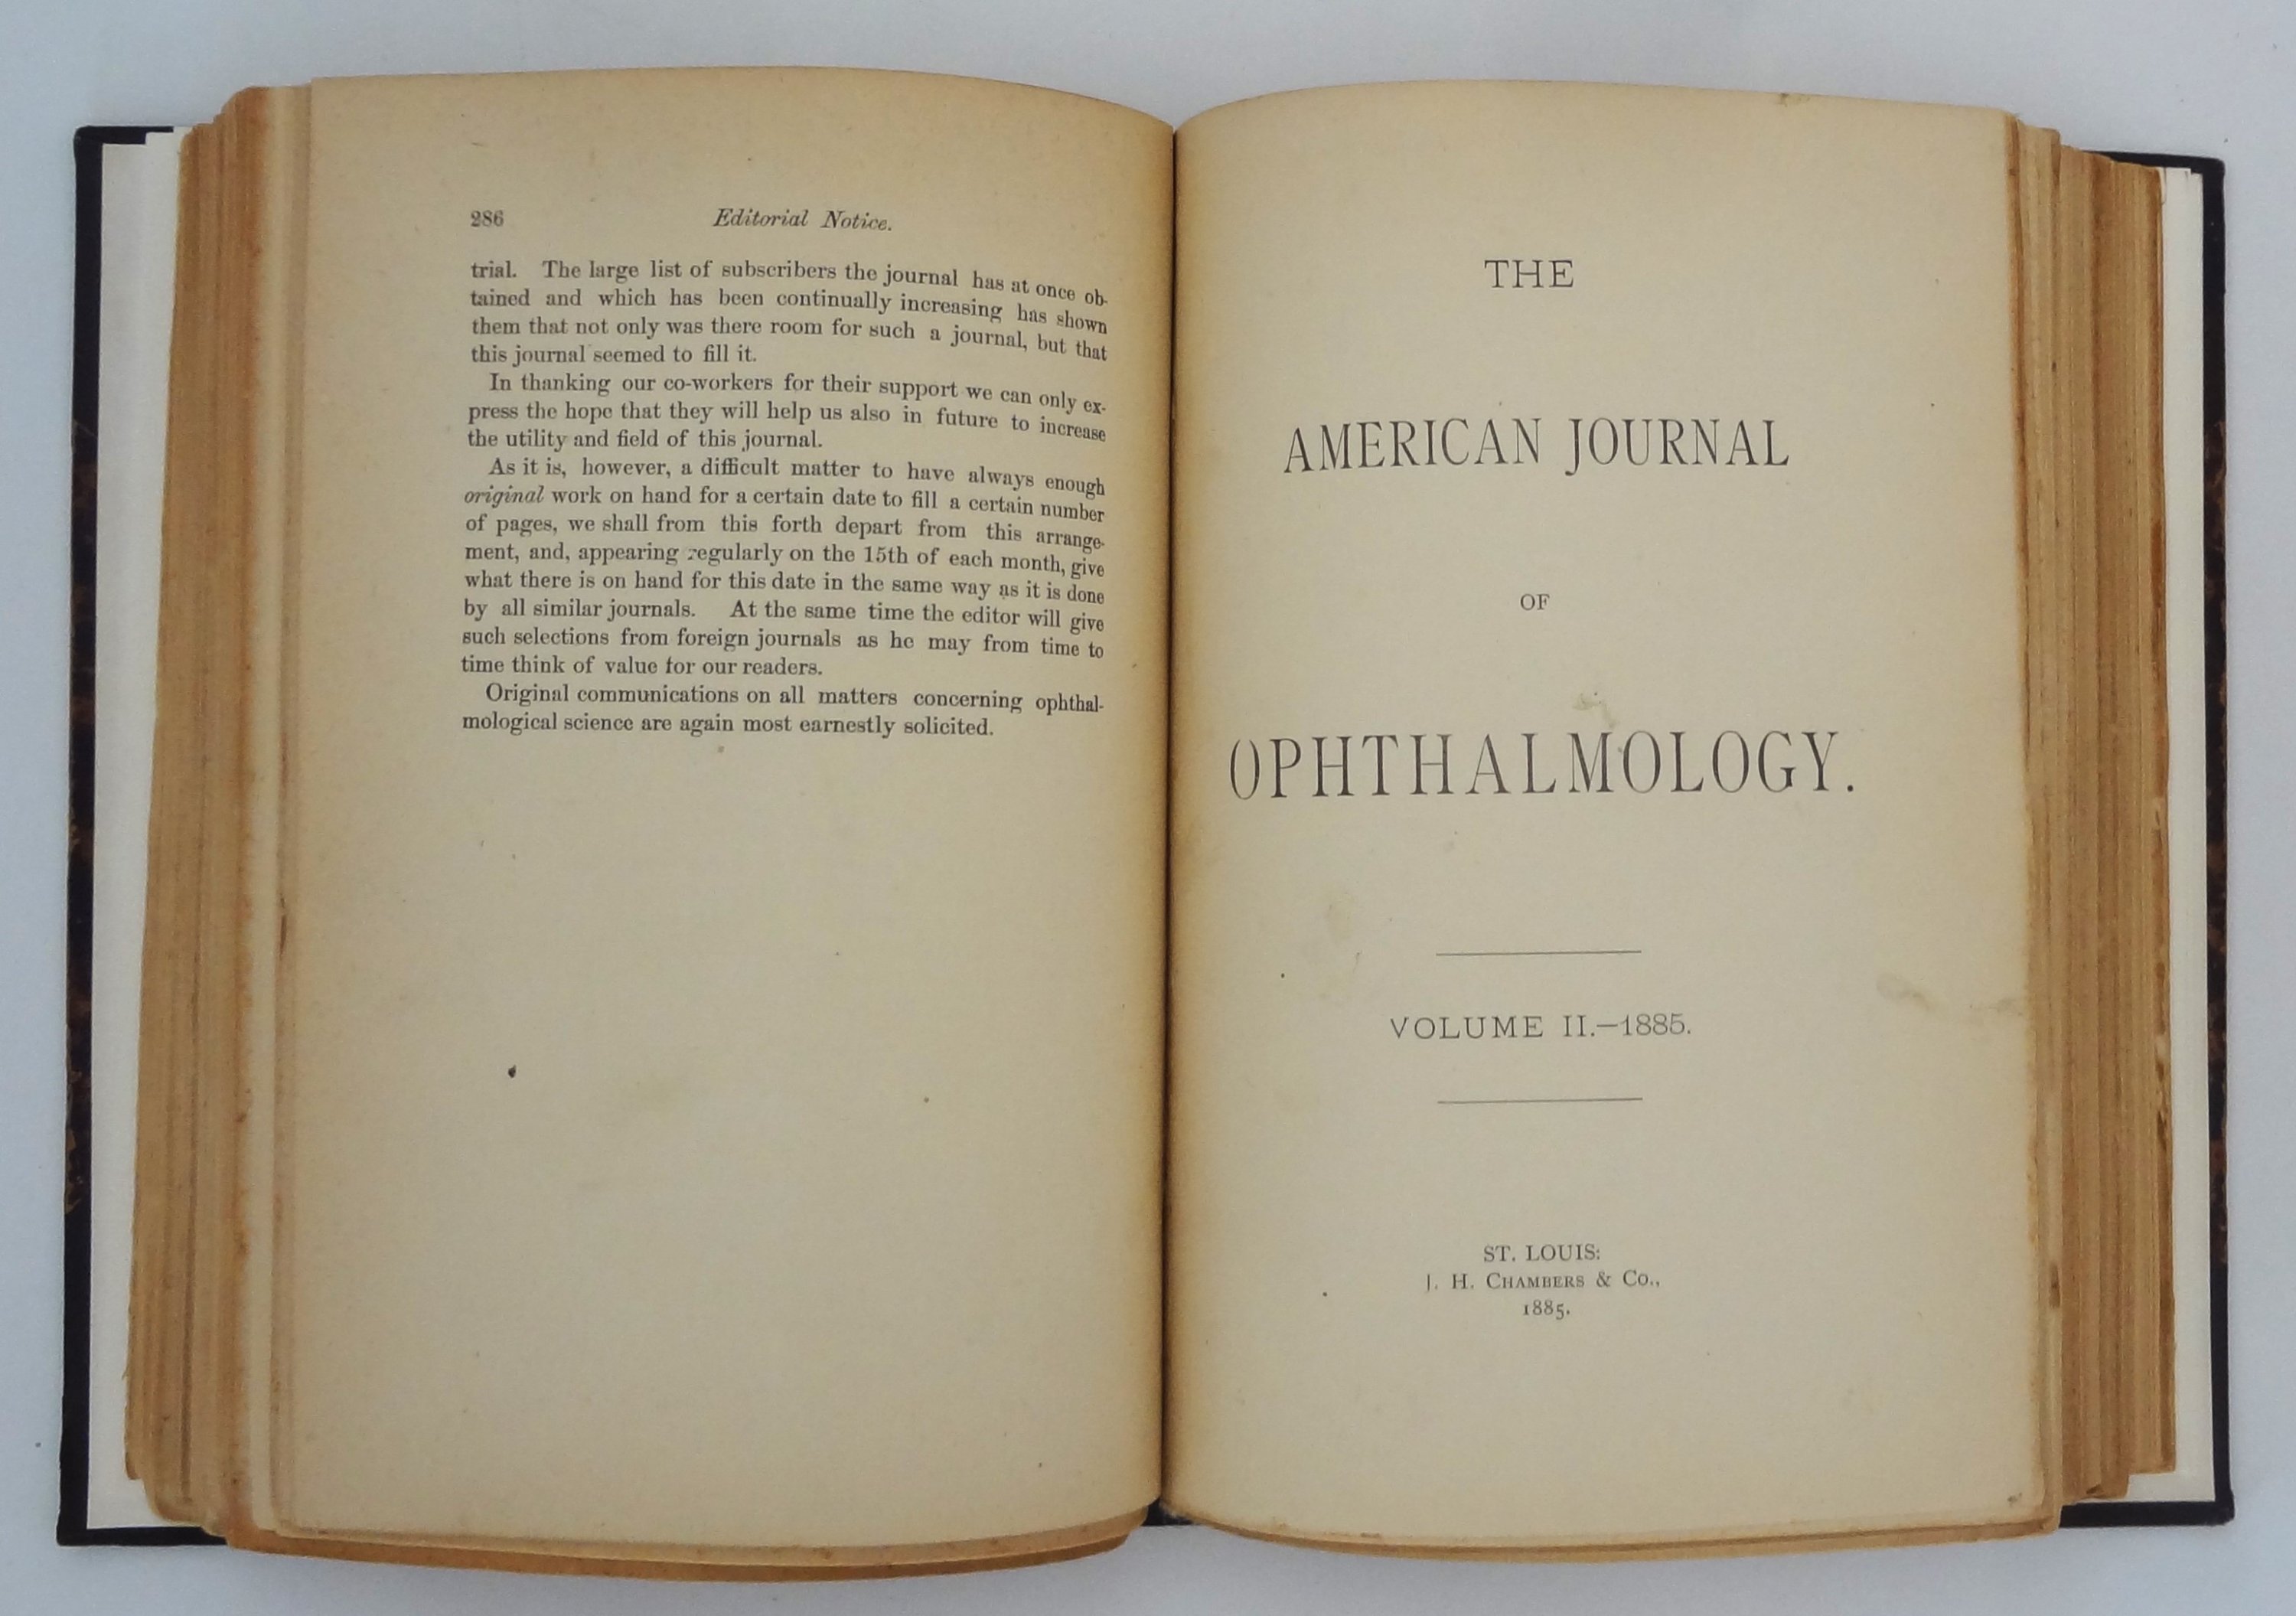 286 Editorial Notice.
trial. The large list of subscribers the journal has at once ob-
tained and which has been continually increasing has shown
them that not only was there room for such a journal, but that
this journal seemed to fill it.
In thanking our co-workers for their support we can only ex-
press the hope that they will help us also in future to increase
the utility and field of this journal.
As it is, however, a difficult matter to have always enough
original work on hand for a certain date to fill a certain number
of pages, we shall from this forth depart from this arrange-
ment, and, appearing regularly on the 15th of each month, give
what there is on hand for this date in the same way as it is done
by all similar journals. At the same time the editor will give
such selections from foreign journals as he may from time to
time think of value for our readers.
Original communications on all matters concerning ophthal-
mological science are again most earnestly solicited.
THE
AMERICAN JOURNAL
OF
OPHTHALMOLOGY.
VOLUME II.—1885.
ST. LOUIS:
J. H. CHAMBERS & CO.,
1885.